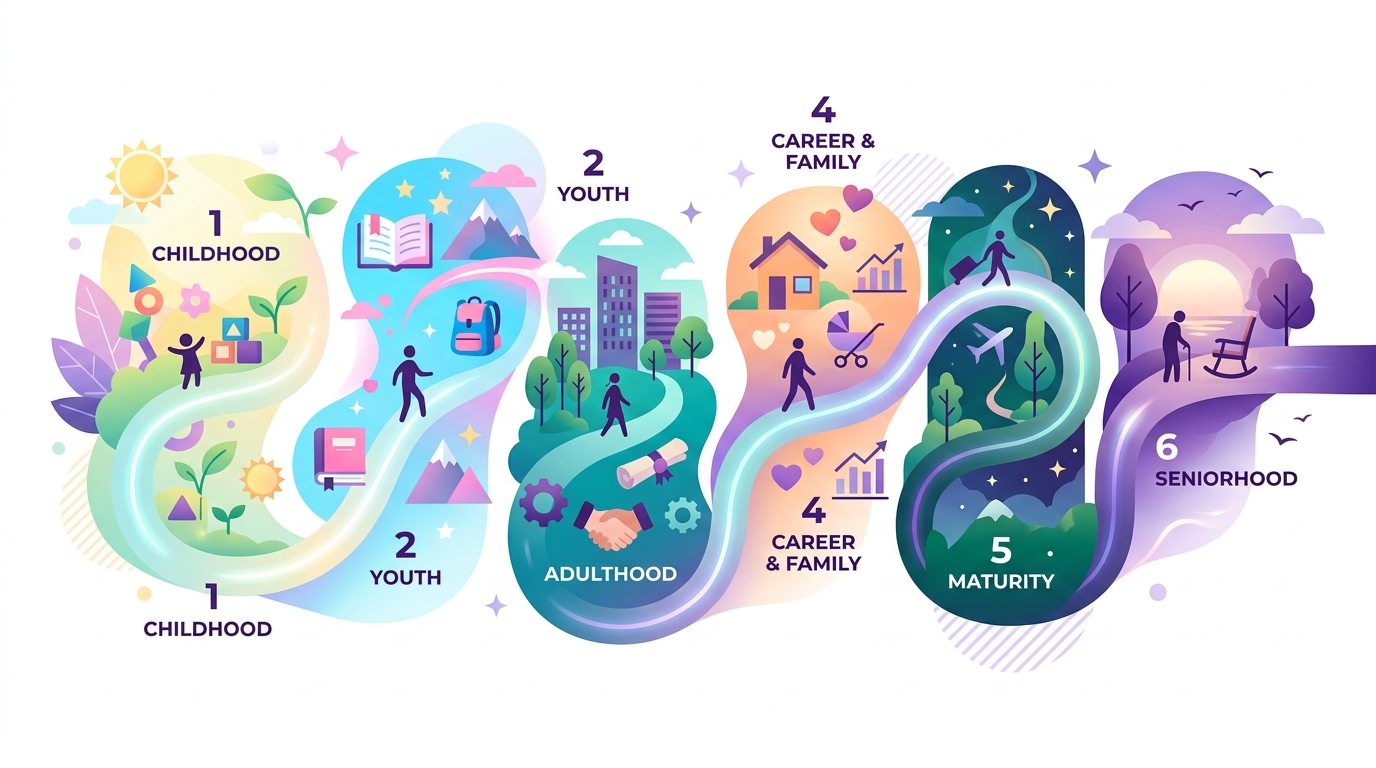 1
CHILDHOOD
1
CHILDHOOD
2
YOUTH
2
YOUTH
ADULTHOOD
4
CAREER &
FAMILY
4
CAREER
& FAMILY
5
MATURITY
6
SENIORHOOD